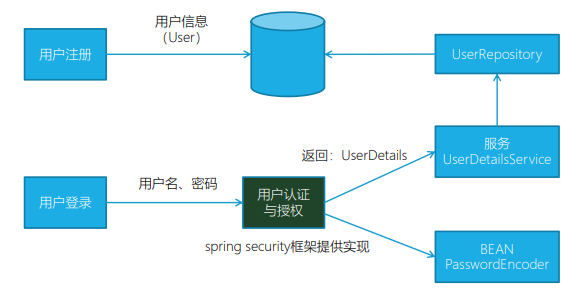 用户信息
（User）
用户注册
UserRepository
返回：UserDetails
服务
UserDetailsService
用户名、密码
用户登录
用户认证
与授权
spring security框架提供实现
BEAN
PasswordEncoder